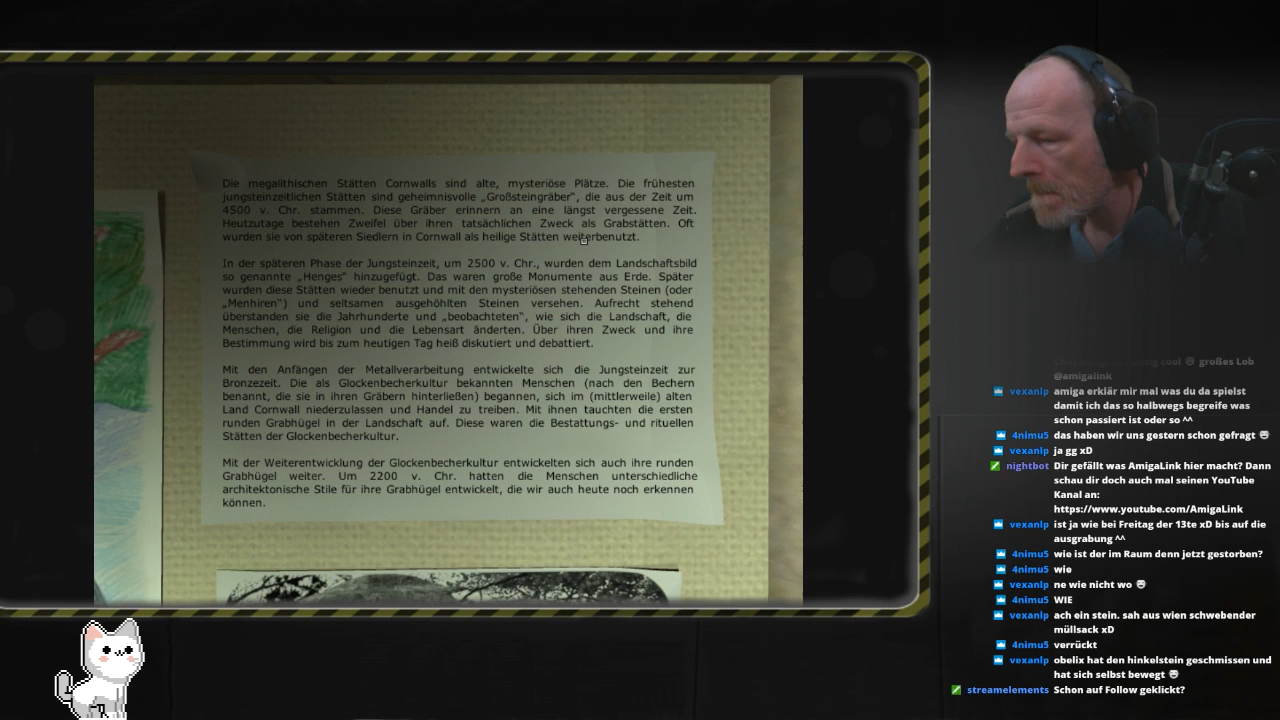 Die megalithischen Stätten Cornwalls sind alte, mysteriöse Plätze. Die frühesten
jungsteinzeitlichen Stätten sind geheimnisvolle „Großsteingräber", die aus der Zeit um
4500 v. Chr. stammen. Diese Gräber erinnern an eine längst vergessene Zeit.
Heutzutage bestehen Zweifel über ihren tatsächlichen Zweck als Grabstätten. Oft
wurden sie von späteren Siedlern in Cornwall als heilige Stätten weiterbenutzt.
In der späteren Phase der Jungsteinzeit, um 2500 v. Chr., wurden dem Landschaftsbild
so genannte „Henges" hinzugefügt. Das waren große Monumente aus Erde. Später
wurden diese Stätten wieder benutzt und mit den mysteriösen stehenden Steinen (oder
„Menhiren") und seltsamen ausgehöhlten Steinen versehen. Aufrecht stehend
überstanden sie die Jahrhunderte und „beobachteten", wie sich die Landschaft, die
Menschen, die Religion und die Lebensart änderten. Über ihren Zweck und ihre
Bestimmung wird bis zum heutigen Tag heiß diskutiert und debattiert.
Mit den Anfängen der Metallverarbeitung entwickelte sich die Jungsteinzeit zur
Bronzezeit. Die als Glockenbecherkultur bekannten Menschen (nach den Bechern
benannt, die sie in ihren Gräbern hinterließen) begannen, sich im (mittlerweile) alten
Land Cornwall niederzulassen und Handel zu treiben. Mit ihnen tauchten die ersten
runden Grabhügel in der Landschaft auf. Diese waren die Bestattungs- und rituellen
Stätten der Glockenbecherkultur.
Mit der Weiterentwicklung der Glockenbecherkultur entwickelten sich auch ihre runden
Grabhügel weiter. Um 2200 v. Chr. hatten die Menschen unterschiedliche
architektonische Stile für ihre Grabhügel entwickelt, die wir auch heute noch erkennen
können.
cool großes Lob
@amigalink
vexanlp amiga erklär mir mal was du da spielst
damit ich das so halbwegs begreife was
schon passiert ist oder so ^^
4nimu5 das haben wir uns gestern schon gefragt
vexanlp ja gg xD
nightbot Dir gefällt was AmigaLink hier macht? Dann
schau dir doch auch mal seinen YouTube
Kanal an:
https://www.youtube.com/AmigaLink
vexanlp ist ja wie bei Freitag der 13te xD bis auf die
ausgrabung ^^
4nimu5 wie ist der im Raum denn jetzt gestorben?
4nimu5 wie
vexanlp ne wie nicht wo
4nimu5 WIE
vexanlp ach ein stein. sah aus wien schwebender
müllsack xD
4nimu5 verrückt
vexanlp obelix hat den hinkelstein geschmissen und
hat sich selbst bewegt
streamelements Schon auf Follow geklickt?